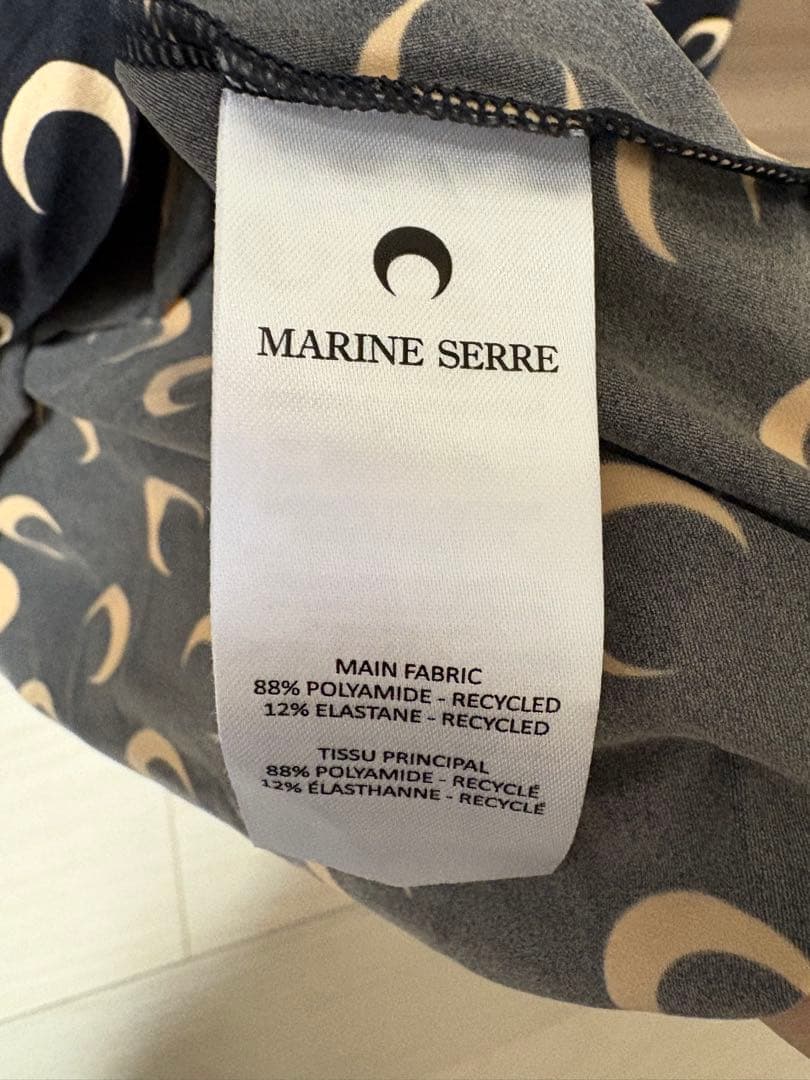 MARINE SERRE
MAIN FABRIC
88% POLYAMIDE - RECYCLED
12% ELASTANE - RECYCLED
TISSU PRINCIPAL
88% POLYAMIDE - RECYCLÉ
12% ÉLASTHANNE - RECYCLÉ